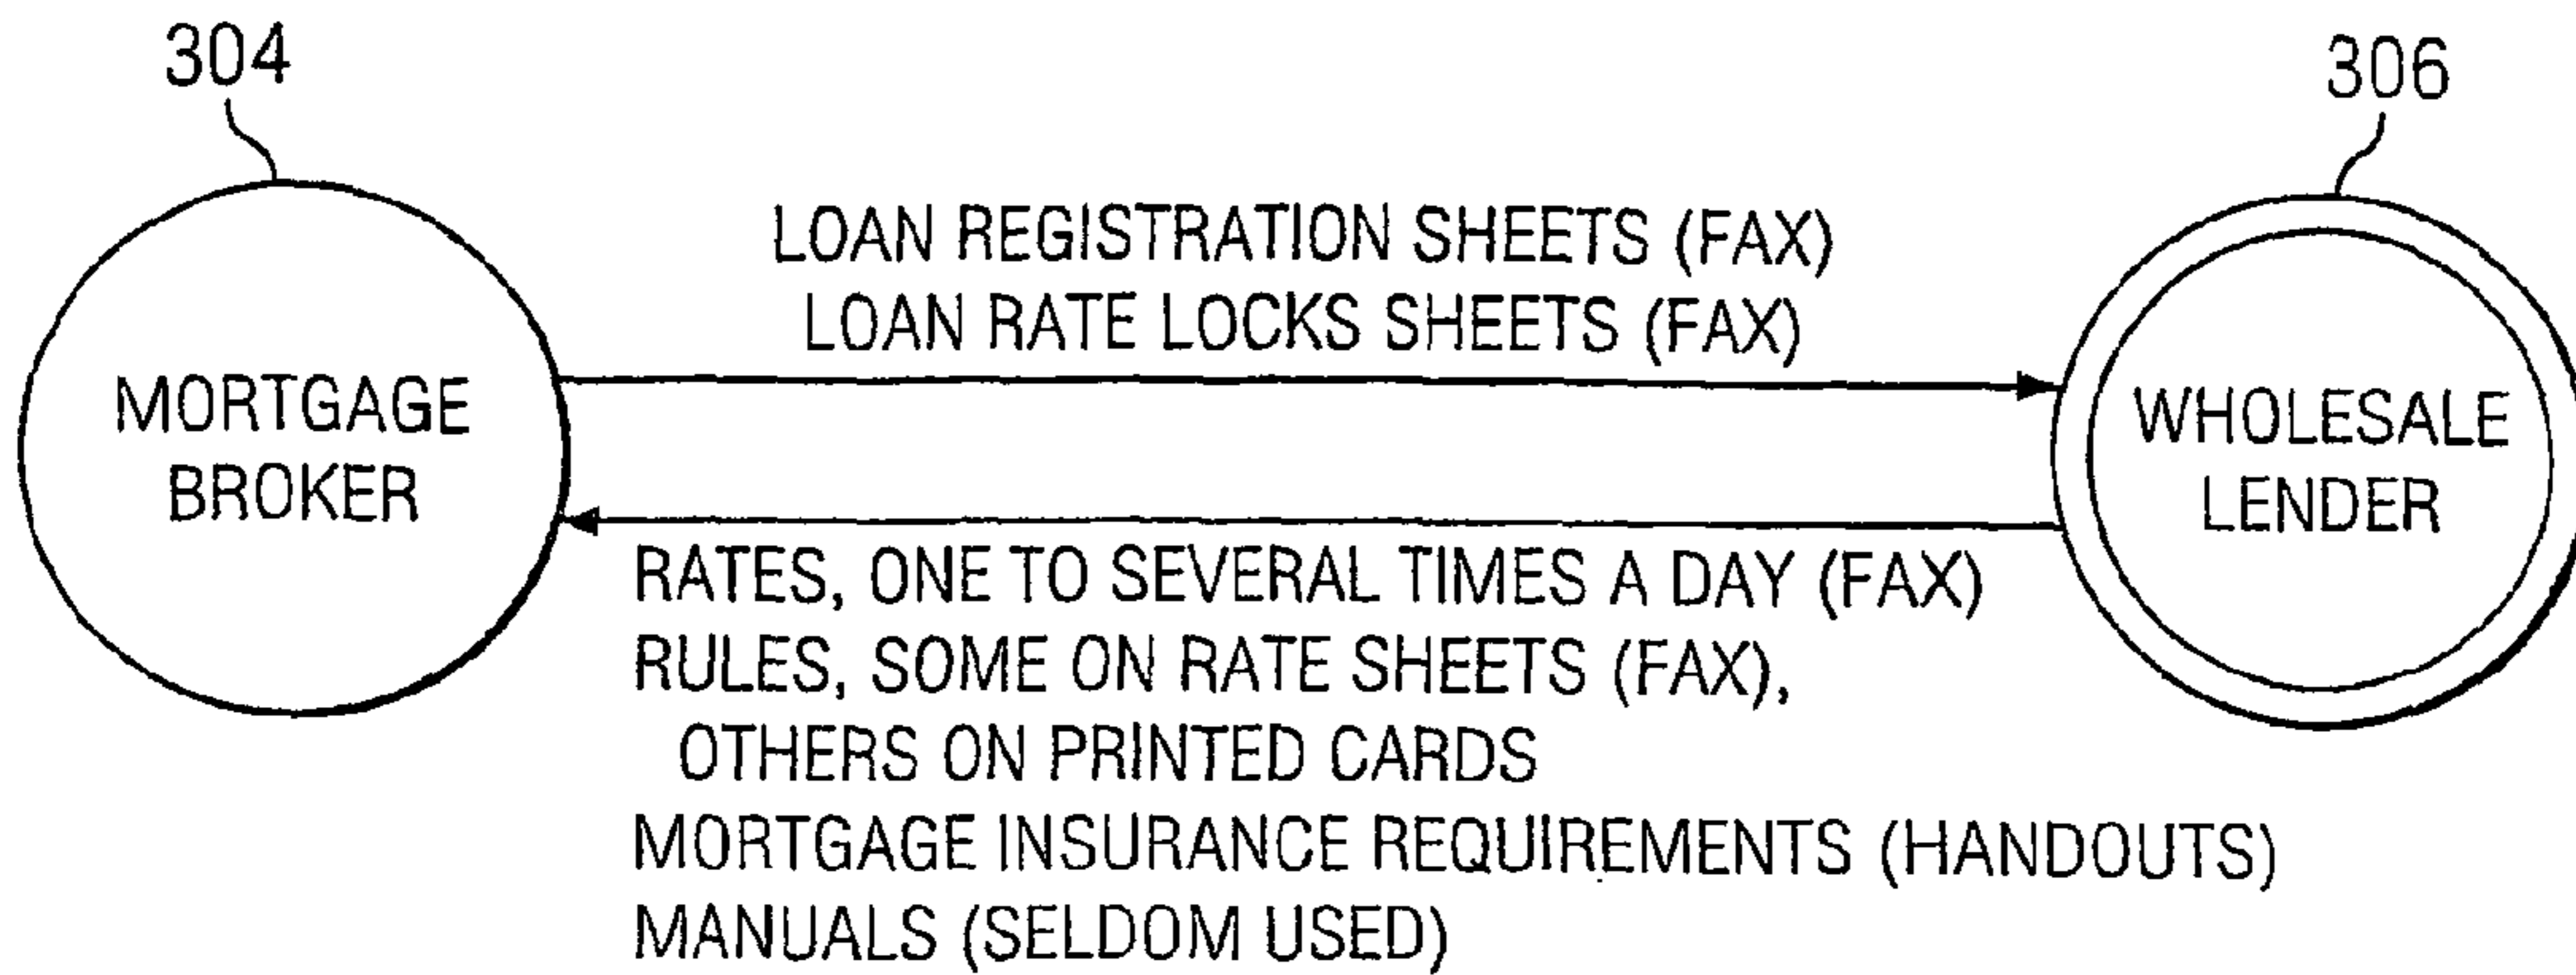 304
306
LOAN REGISTRATION SHEETS (FAX)
LOAN RATE LOCKS SHEETS (FAX)
MORTGAGE
BROKER
WHOLESALE
LENDER
RATES, ONE TO SEVERAL TIMES A DAY (FAX)
RULES, SOME ON RATE SHEETS (FAX),
OTHERS ON PRINTED CARDS
MORTGAGE INSURANCE REQUIREMENTS (HANDOUTS)
MANUALS (SELDOM USED)